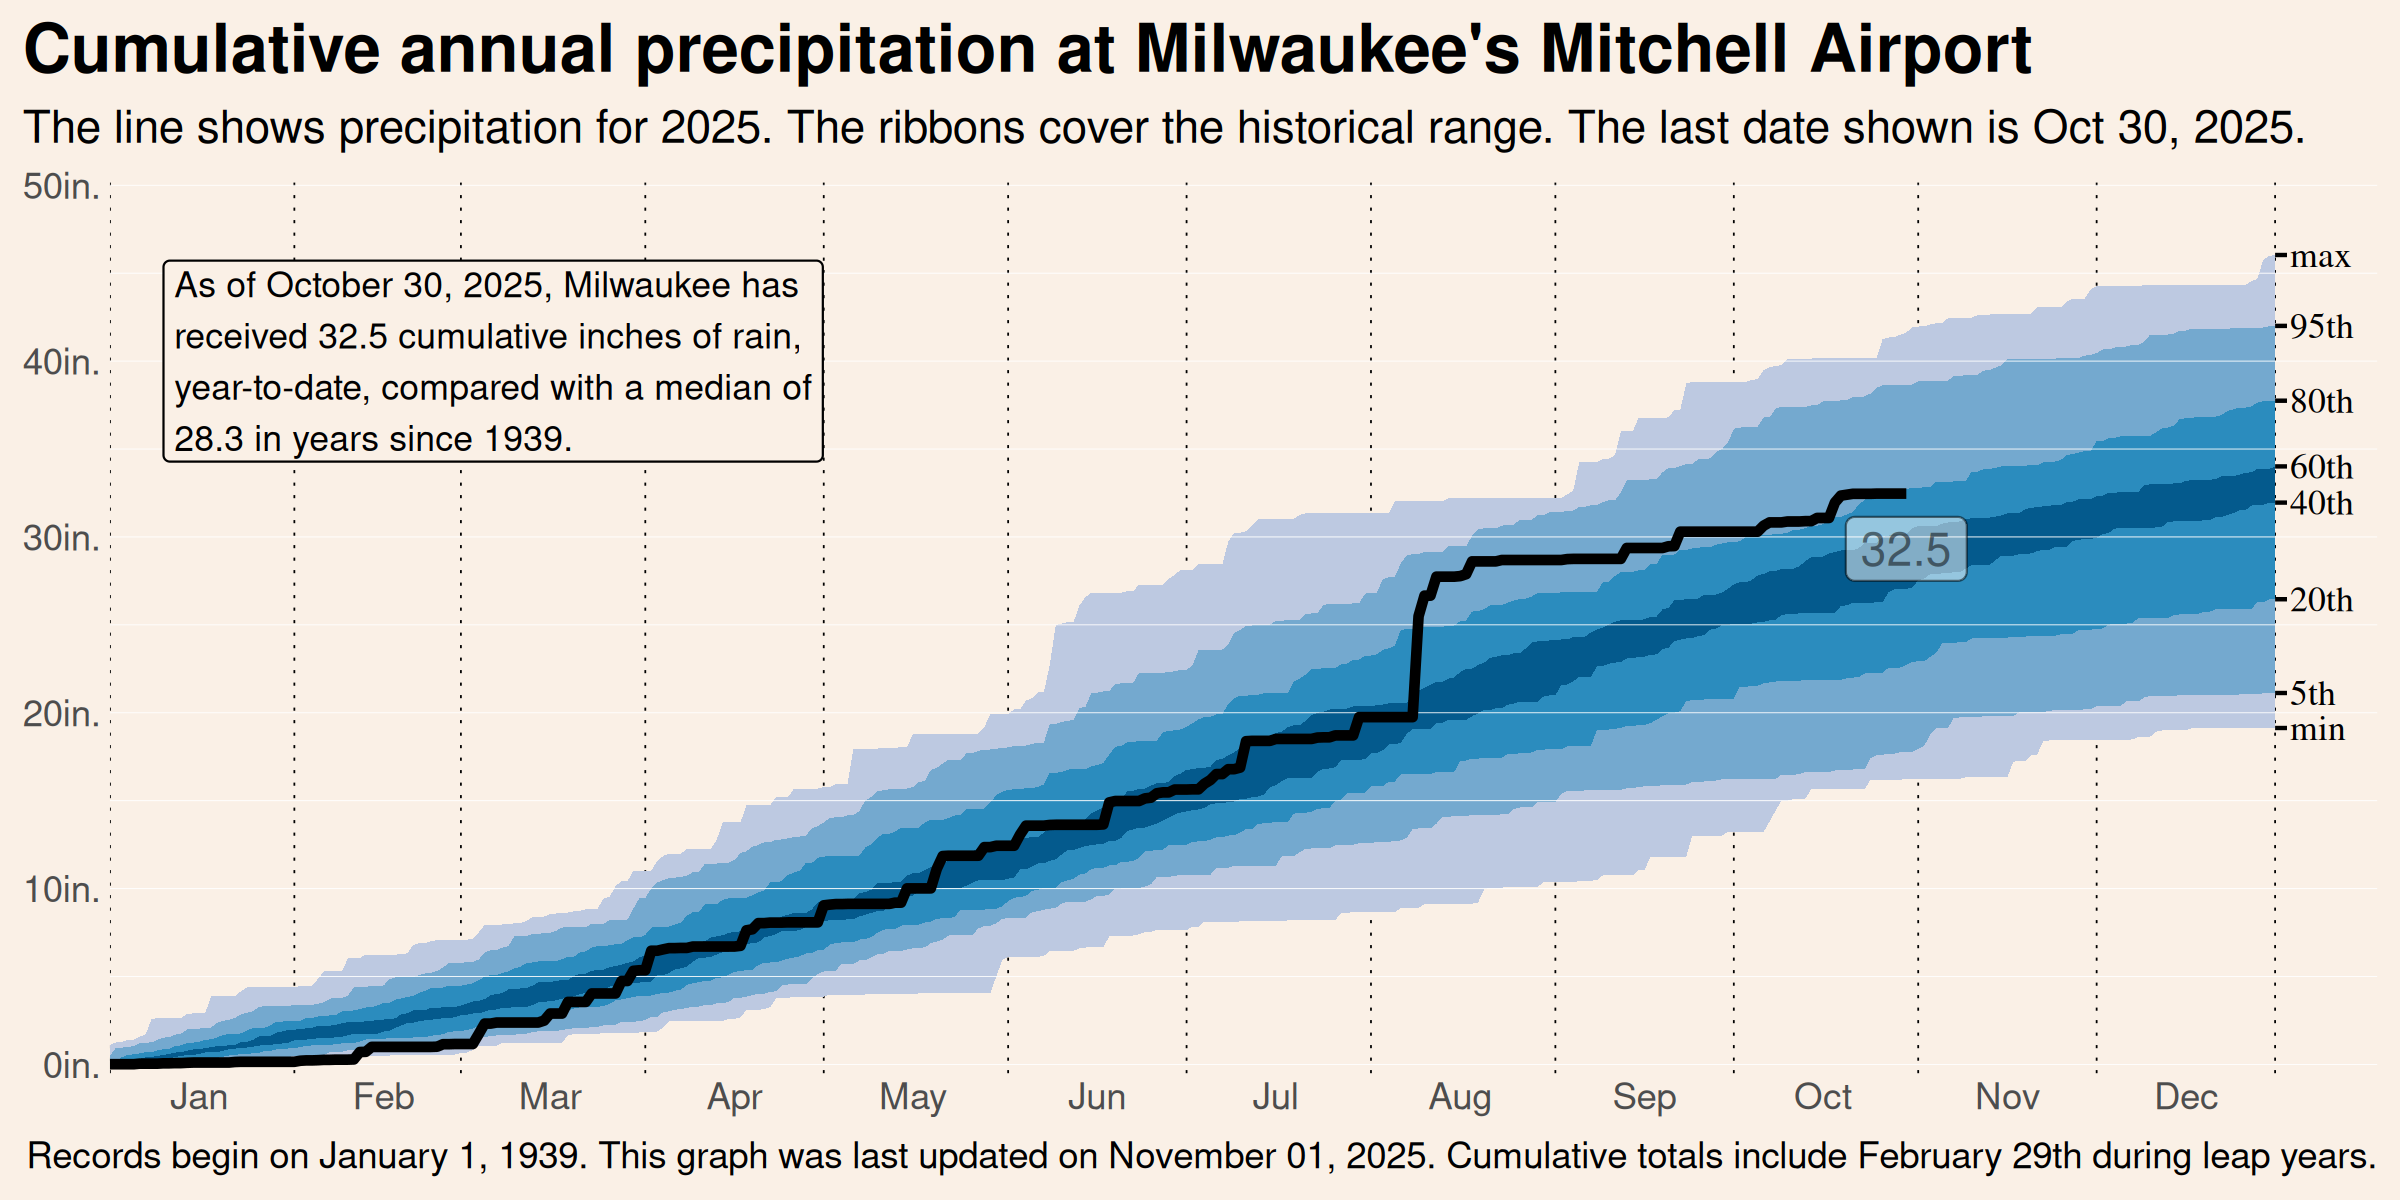 Cumulative annual precipitation at Milwaukee's Mitchell Airport
The line shows precipitation for 2025. The ribbons cover the historical range. The last date shown is Oct 30, 2025.
50in.
40in.
30in.
20in.
10in.
0in.
As of October 30, 2025, Milwaukee has
received 32.5 cumulative inches of rain,
year-to-date, compared with a median of
28.3 in years since 1939.
32.5
max
95th
80th
60th
40th
20th
5th
min
Jan Feb Mar Apr May Jun Jul Aug Sep Oct Nov Dec
Records begin on January 1, 1939. This graph was last updated on November 01, 2025. Cumulative totals include February 29th during leap years.